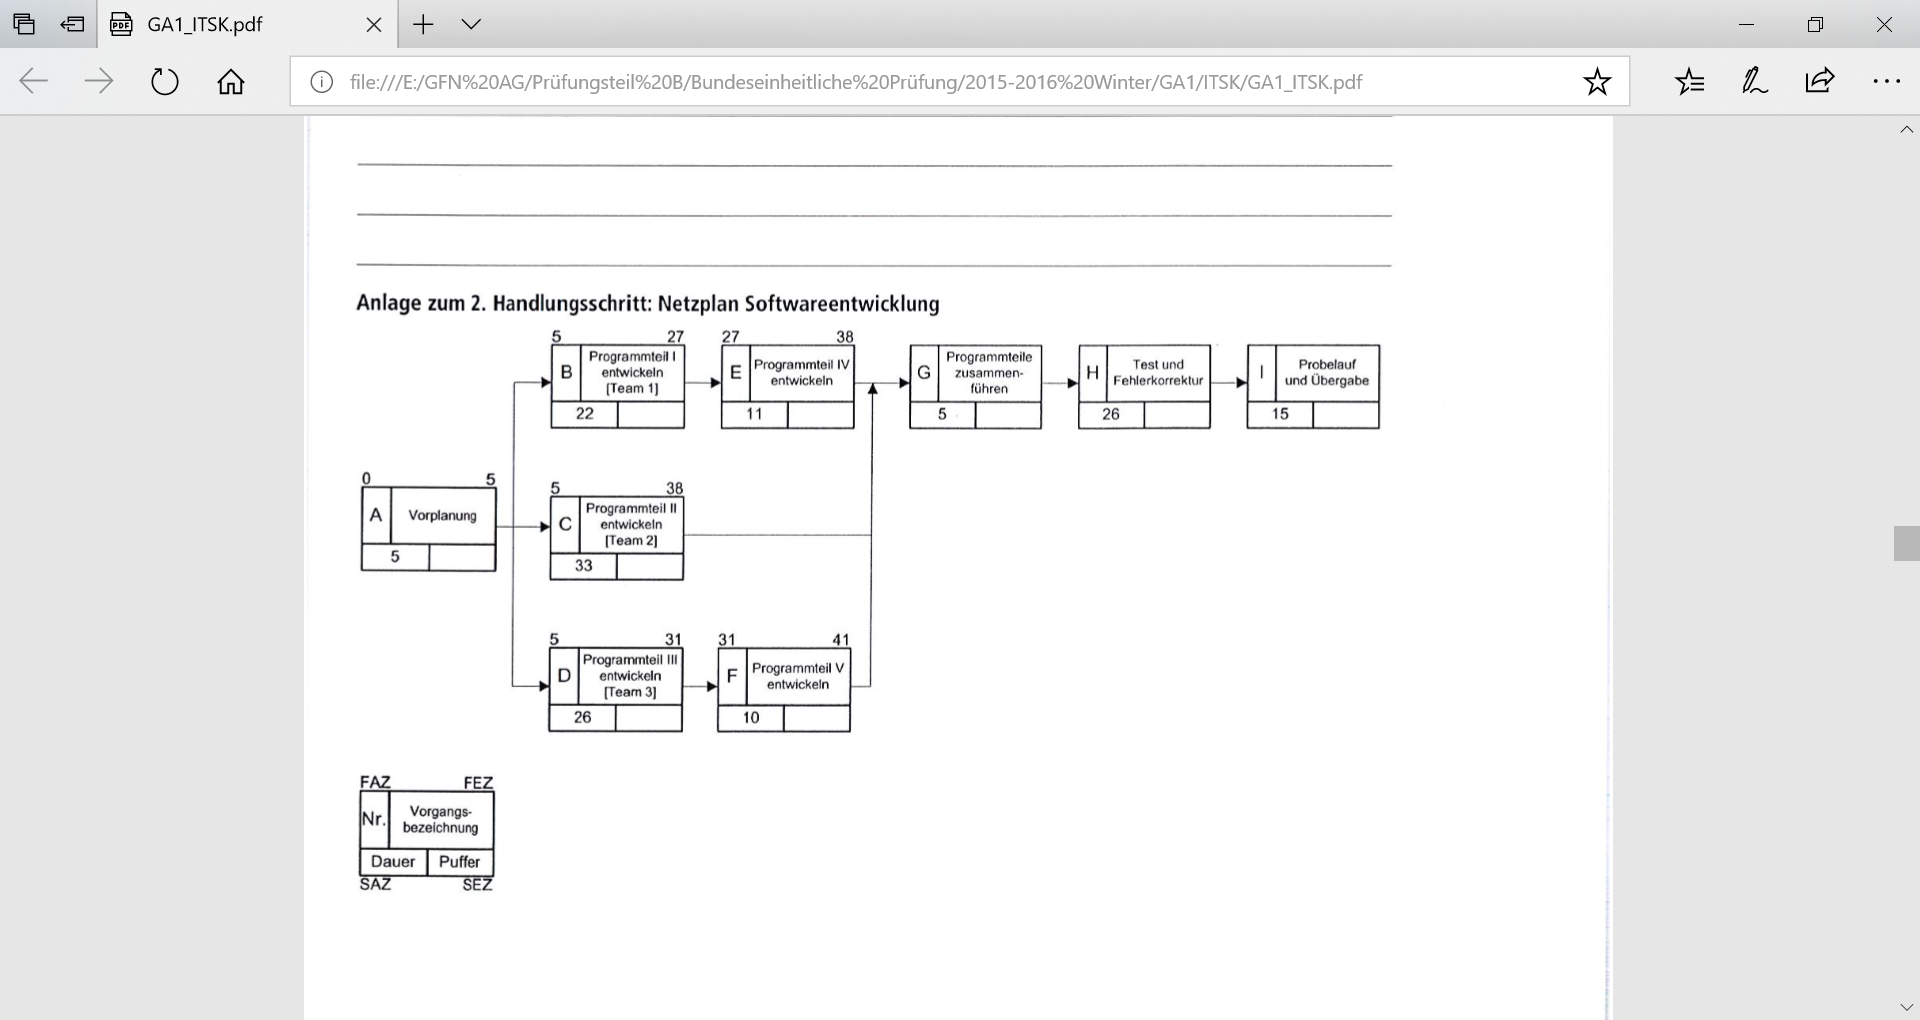 GA1_ITSK.pdf
file:///E:/GFN%20AG/Prüfungsteil%20B/Bundeseinheitliche%20Prüfung/2015-2016%20Winter/GA1/ITSK/GA1_ITSK.pdf
Anlage zum 2. Handlungsschritt: Netzplan Softwareentwicklung
5 27
B
Programmteil I
entwickeln
[Team 1]
22
27 38
E
Programmteil IV
entwickeln
11
G
Programmteile
zusammen-
führen
5
H
Test und
Fehlerkorrektur
26
I
Probelauf
und Übergabe
15
0 5
A
Vorplanung
5
5 38
C
Programmteil II
entwickeln
[Team 2]
33
5 31
D
Programmteil III
entwickeln
[Team 3]
26
31 41
F
Programmteil V
entwickeln
10
FAZ FEZ
Nr.
Vorgangs-
bezeichnung
Dauer Puffer
SAZ SEZ